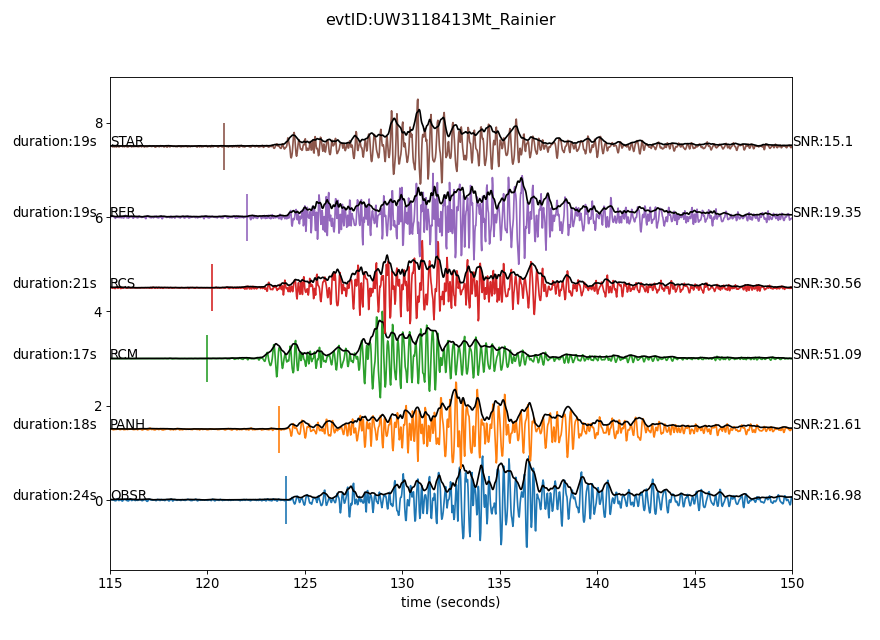 evtID:UW3118413Mt_Rainier
8
duration:19s STAR SNR:15.1
duration:19s RER SNR:19.35
6
duration:21s RCS SNR:30.56
4
duration:17s RCM SNR:51.09
2
duration:18s PANH SNR:21.61
duration:24s OBSR SNR:16.98
0
115 120 125 130 135 140 145 150
time (seconds)